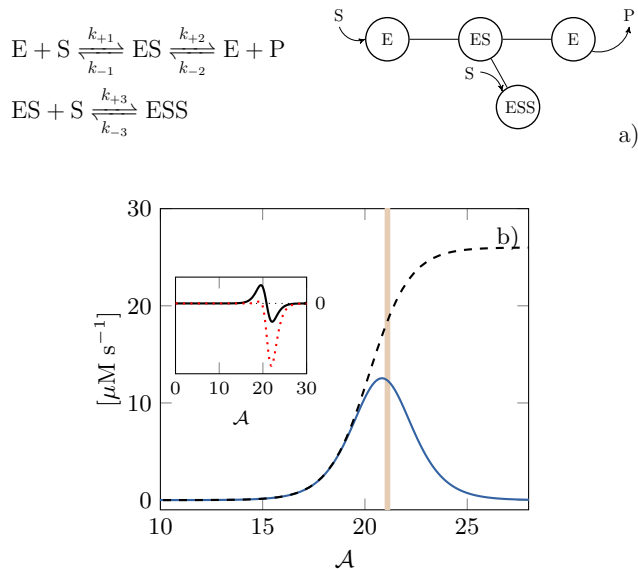 E + S ⇌ ES ⇌ E + P
k+1 k+2
k−1 k−2
ES + S ⇌ ESS
k+3
k−3
S
E
ES
E
P
S
ESS
a)
b)
[μM s⁻¹]
30
20
10
0
10 15 20 25
𝒜
0
0 10 20 30
𝒜